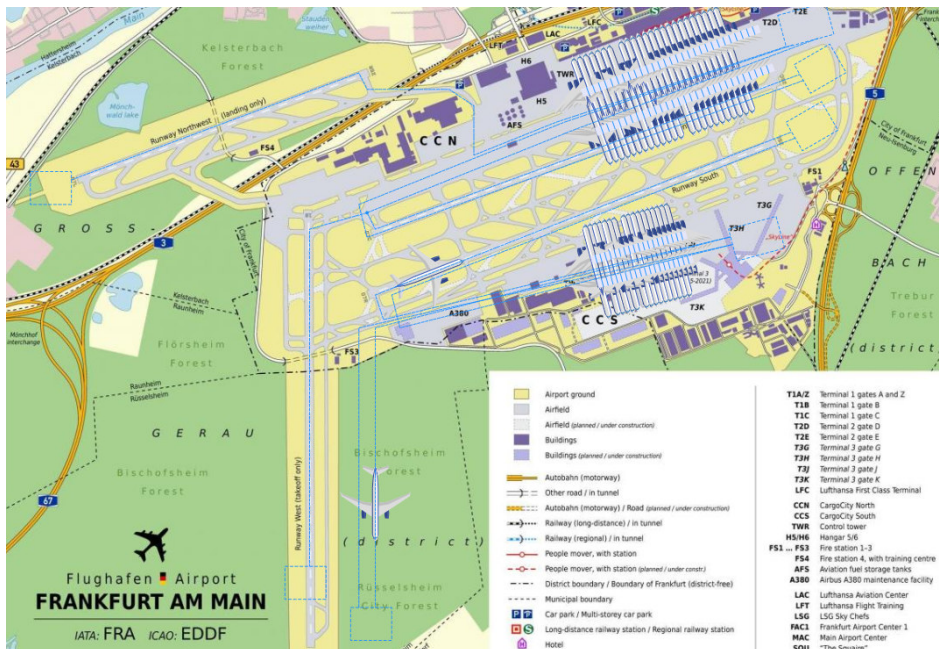 Main
Hattersheim
Kelsterbach
Kelsterbach
Forest
Stauden-
weiher
Mönch-
wald lake
Runway Northwest (landing only)
43
FS4
LFT
LAC
LFC
H6
H5
TWR
AFS
T2D
T2E
C C N
5
City of Frankfurt
Neu-Isenburg
O F F E N
FS1
Runway South
T3G
T3H
"Skyline"
T3K
B A C H
Trebur
Forest
(district)
G R O S S -
3
City of Frankfurt
Kelsterbach
Raunheim
Mönchhof
interchange
Flörsheim
Forest
A380
C C S
FS3
Raunheim
Rüsselsheim
G E R A U
Bischofsheim
Forest
Bischofsheim
Forest
67
Runway West (takeoff only)
(district)
Rüsselsheim
City Forest
Flughafen Airport
FRANKFURT AM MAIN
IATA: FRA ICAO: EDDF
Airport ground
Airfield
Airfield (planned / under construction)
Buildings
Buildings (planned / under construction)
Autobahn (motorway)
Other road / in tunnel
Autobahn (motorway) / Road (planned / under construction)
Railway (long-distance) / in tunnel
Railway (regional) / in tunnel
People mover, with station
People mover, with station (planned / under constr.)
District boundary / Boundary of Frankfurt (district-free)
Municipal boundary
Car park / Multi-storey car park
Long-distance railway station / Regional railway station
Hotel
T1A/Z Terminal 1 gates A and Z
T1B Terminal 1 gate B
T1C Terminal 1 gate C
T2D Terminal 2 gate D
T2E Terminal 2 gate E
T3G Terminal 3 gate G
T3H Terminal 3 gate H
T3J Terminal 3 gate J
T3K Terminal 3 gate K
LFC Lufthansa First Class Terminal
CCN CargoCity North
CCS CargoCity South
TWR Control tower
H5/H6 Hangar 5/6
FS1 ... FS3 Fire station 1–3
FS4 Fire station 4, with training centre
AFS Aviation fuel storage tanks
A380 Airbus A380 maintenance facility
LAC Lufthansa Aviation Center
LFT Lufthansa Flight Training
LSG LSG Sky Chefs
FAC1 Frankfurt Airport Center 1
MAC Main Airport Center
SQU "The Squaire"